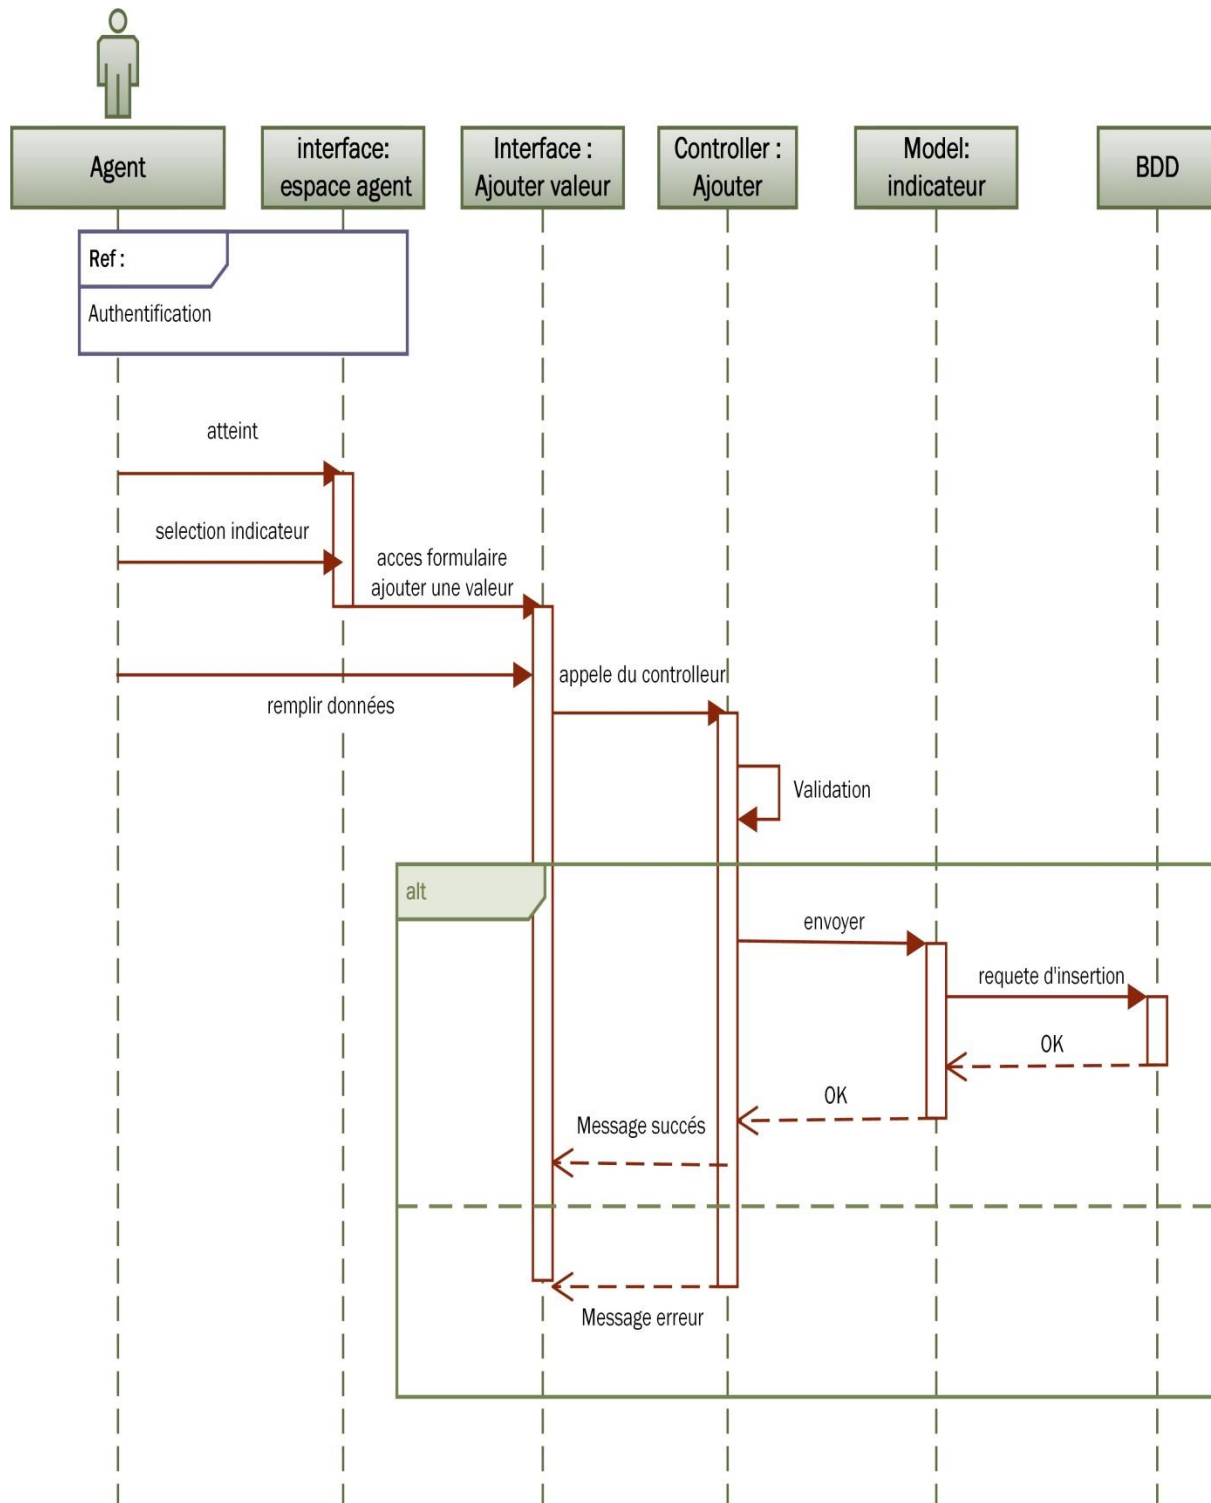 Agent
interface:
espace agent
Interface :
Ajouter valeur
Controller :
Ajouter
Model:
indicateur
BDD
Ref :
Authentification
atteint
selection indicateur
acces formulaire
ajouter une valeur
remplir données
appele du controlleur
Validation
alt
envoyer
requete d'insertion
OK
OK
Message succés
Message erreur